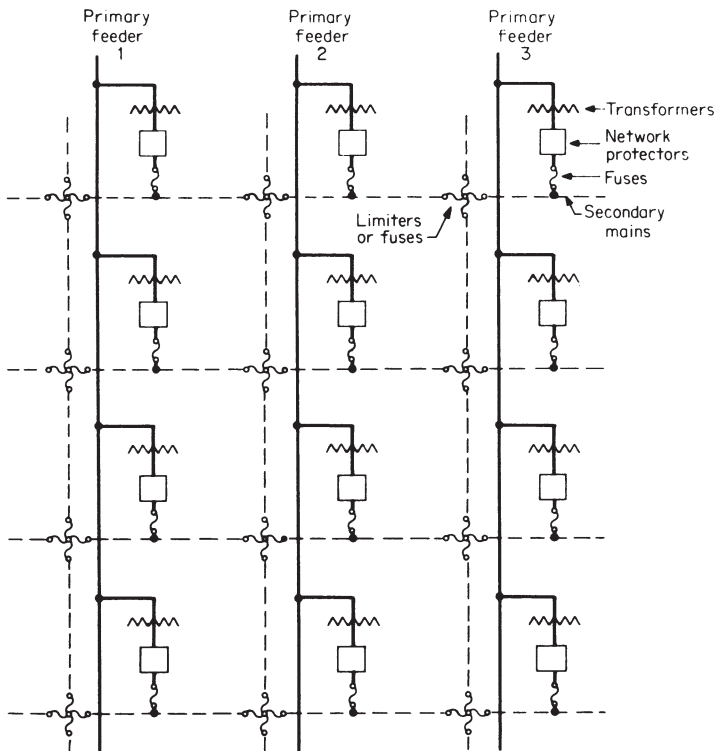 Primary
feeder
1
Primary
feeder
2
Primary
feeder
3
Transformers
Network
protectors
Fuses
Secondary
mains
Limiters
or fuses